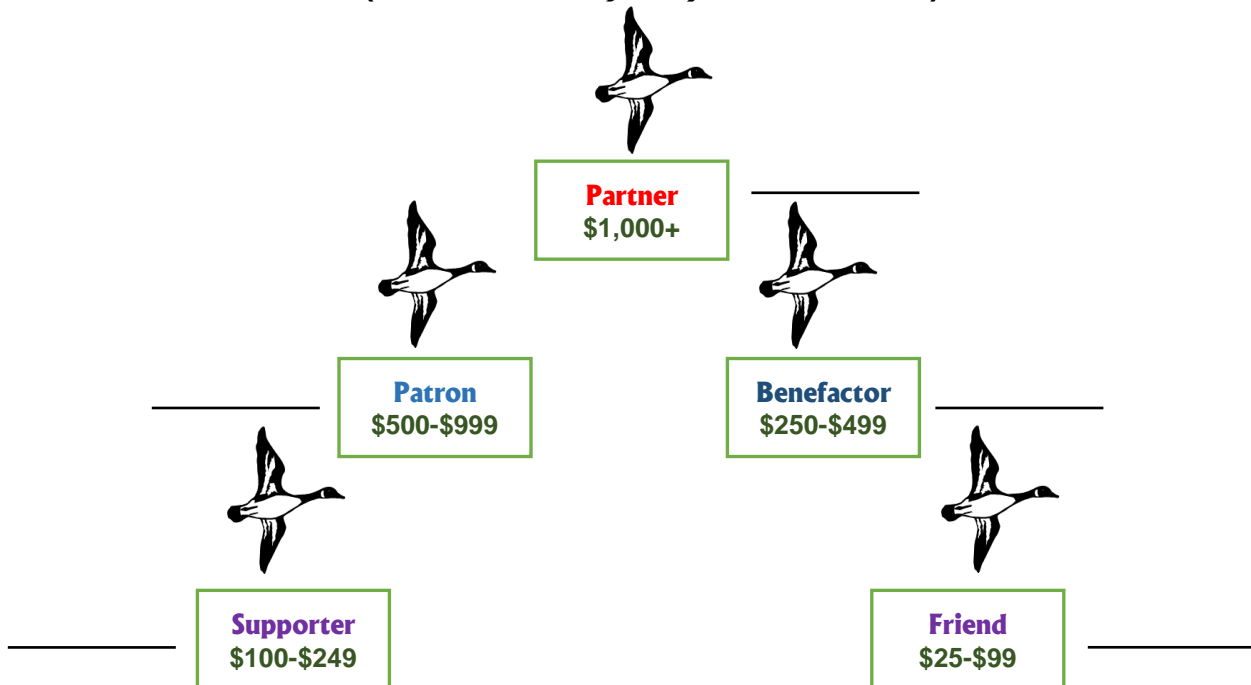 Partner
$1,000+
Patron
$500-$999
Benefactor
$250-$499
Supporter
$100-$249
Friend
$25-$99